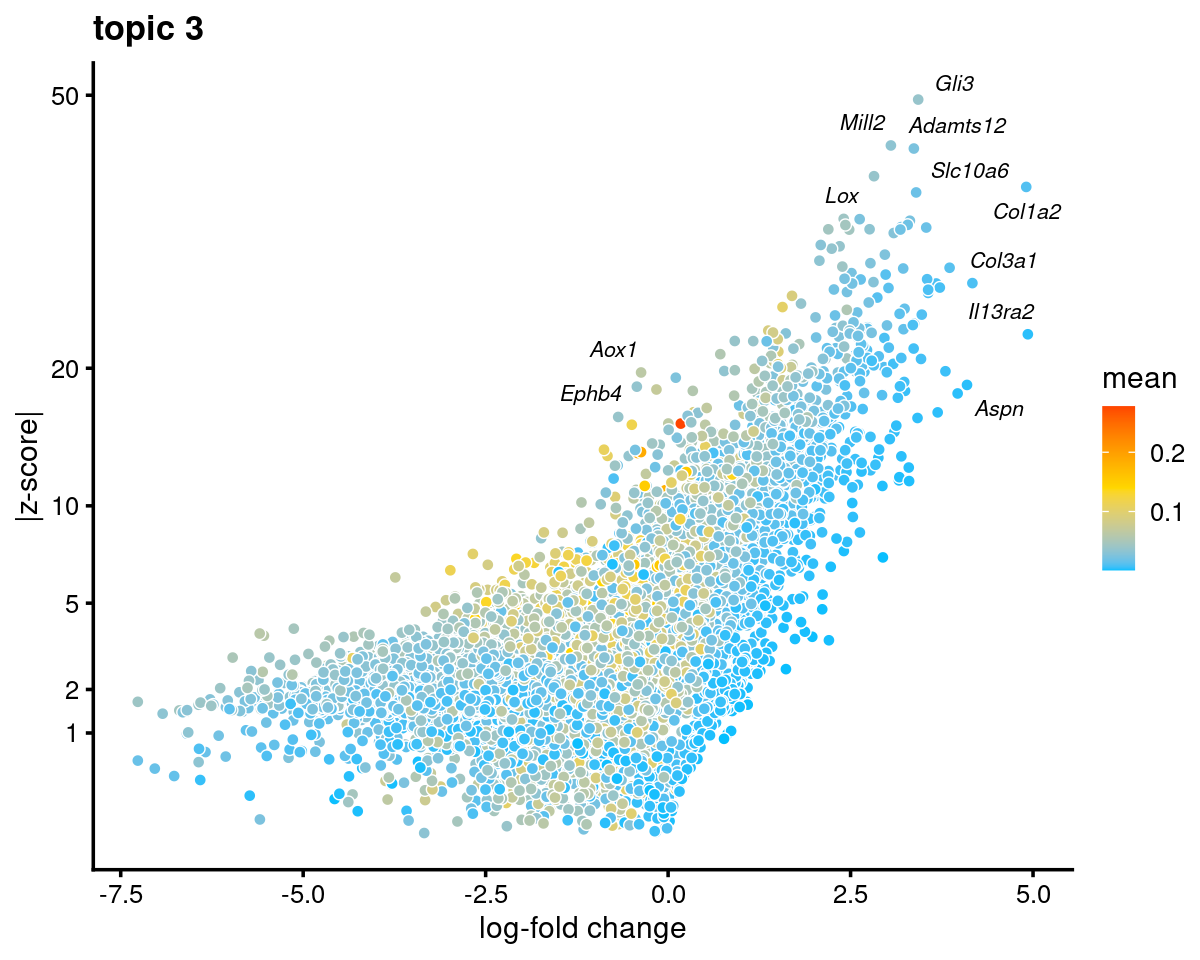 topic 3
50
20
10
5
2
1
|z-score|
Gli3
Mill2
Adamts12
Slc10a6
Lox
Col1a2
Col3a1
Il13ra2
Aox1
Ephb4
Aspn
mean
0.2
0.1
-7.5
-5.0
-2.5
0.0
2.5
5.0
log-fold change